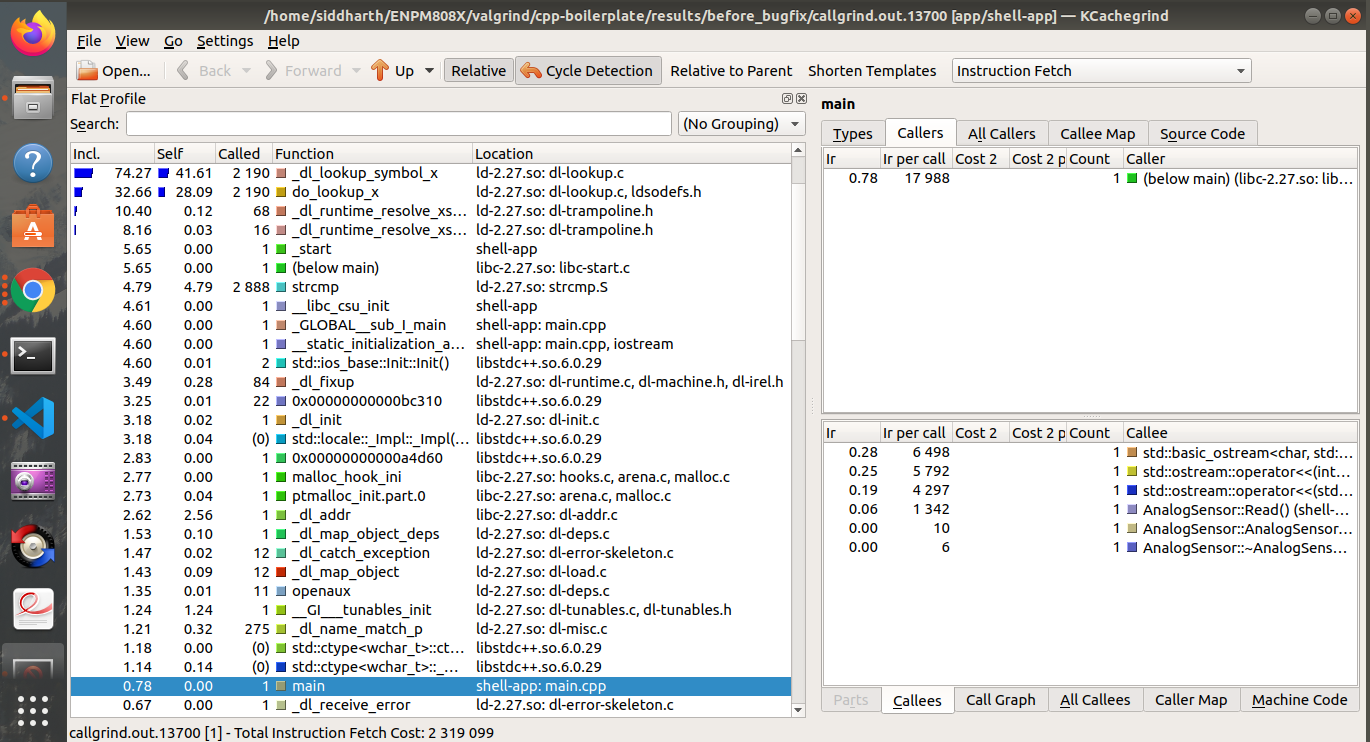 /home/siddharth/ENPM808X/valgrind/cpp-boilerplate/results/before_bugfix/callgrind.out.13700 [app/shell-app] — KCachegrind
File View Go Settings Help
Open... Back Forward Up Relative Cycle Detection Relative to Parent Shorten Templates Instruction Fetch
Flat Profile
Search: (No Grouping)
Incl. Self Called Function Location
74.27 41.61 2 190 _dl_lookup_symbol_x ld-2.27.so: dl-lookup.c
32.66 28.09 2 190 do_lookup_x ld-2.27.so: dl-lookup.c, ldsodefs.h
10.40 0.12 68 _dl_runtime_resolve_xs... ld-2.27.so: dl-trampoline.h
8.16 0.03 16 _dl_runtime_resolve_xs... ld-2.27.so: dl-trampoline.h
5.65 0.00 1 _start shell-app
5.65 0.00 1 (below main) libc-2.27.so: libc-start.c
4.79 4.79 2 888 strcmp ld-2.27.so: strcmp.S
4.61 0.00 1 __libc_csu_init shell-app
4.60 0.00 1 _GLOBAL__sub_I_main shell-app: main.cpp
4.60 0.00 1 __static_initialization_a... shell-app: main.cpp, iostream
4.60 0.01 2 std::ios_base::Init::Init() libstdc++.so.6.0.29
3.49 0.28 84 _dl_fixup ld-2.27.so: dl-runtime.c, dl-machine.h, dl-irel.h
3.25 0.01 22 0x00000000000bc310 libstdc++.so.6.0.29
3.18 0.02 1 _dl_init ld-2.27.so: dl-init.c
3.18 0.04 (0) std::locale::_Impl::_Impl(... libstdc++.so.6.0.29
2.83 0.00 1 0x00000000000a4d60 libstdc++.so.6.0.29
2.77 0.00 1 malloc_hook_ini libc-2.27.so: hooks.c, arena.c, malloc.c
2.73 0.04 1 ptmalloc_init.part.0 libc-2.27.so: arena.c, malloc.c
2.62 2.56 1 _dl_addr libc-2.27.so: dl-addr.c
1.53 0.10 1 _dl_map_object_deps ld-2.27.so: dl-deps.c
1.47 0.02 12 _dl_catch_exception ld-2.27.so: dl-error-skeleton.c
1.43 0.09 12 _dl_map_object ld-2.27.so: dl-load.c
1.35 0.01 11 openaux ld-2.27.so: dl-deps.c
1.24 1.24 1 __GI___tunables_init ld-2.27.so: dl-tunables.c, dl-tunables.h
1.21 0.32 275 _dl_name_match_p ld-2.27.so: dl-misc.c
1.18 0.00 (0) std::ctype<wchar_t>::ct... libstdc++.so.6.0.29
1.14 0.14 (0) std::ctype<wchar_t>::_... libstdc++.so.6.0.29
0.78 0.00 1 main shell-app: main.cpp
0.67 0.00 1 _dl_receive_error ld-2.27.so: dl-error-skeleton.c
main
Types Callers All Callers Callee Map Source Code
Ir Ir per call Cost 2 Cost 2 p Count Caller
0.78 17 988 1 (below main) (libc-2.27.so: lib...
Ir Ir per call Cost 2 Cost 2 p Count Callee
0.28 6 498 1 std::basic_ostream<char, std:...
0.25 5 792 1 std::ostream::operator<<(int...
0.19 4 297 1 std::ostream::operator<<(std...
0.06 1 342 1 AnalogSensor::Read() (shell-...
0.00 10 1 AnalogSensor::AnalogSensor...
0.00 6 1 AnalogSensor::~AnalogSens...
Parts Callees Call Graph All Callees Caller Map Machine Code
callgrind.out.13700 [1] - Total Instruction Fetch Cost: 2 319 099